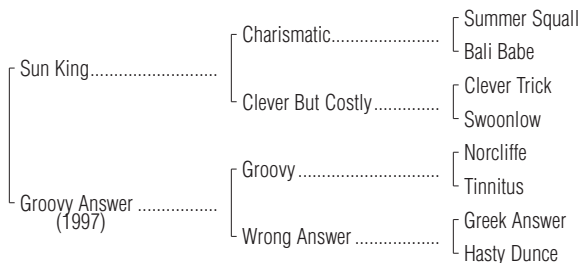 Summer Squall
Charismatic........................
Bali Babe
Sun King............................
Clever Trick
Clever But Costly..............
Swoonlow
Norcliffe
Groovy ...............................
Tinnitus
Groovy Answer .................
(1997)
Greek Answer
Wrong Answer ..................
Hasty Dunce